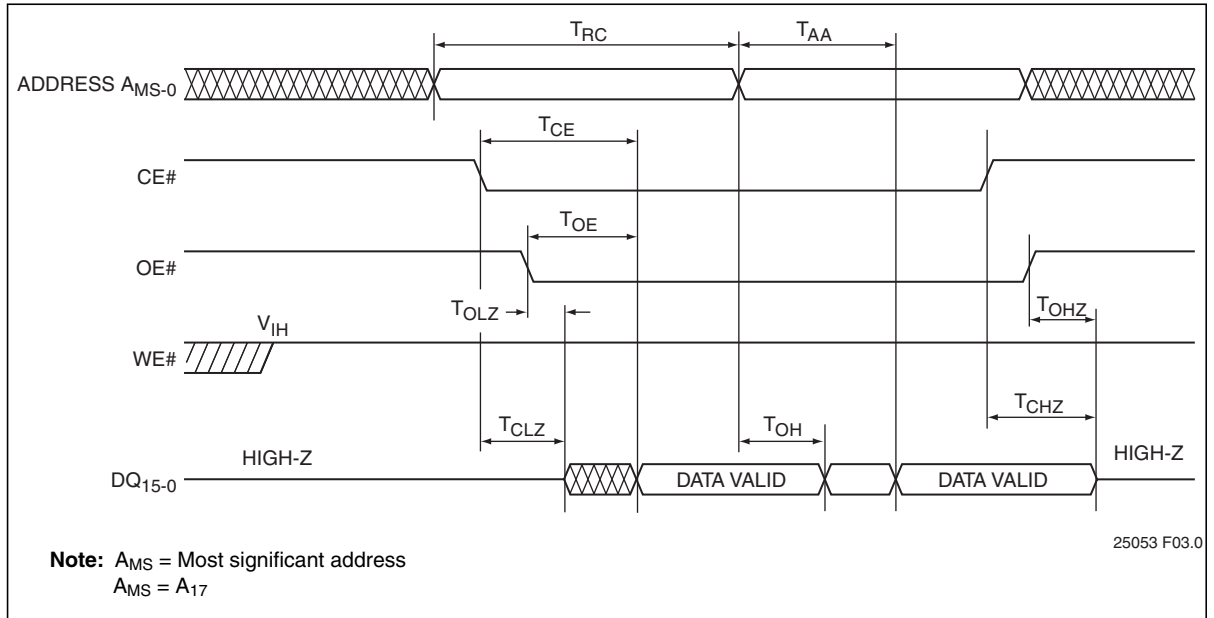 TRC TAA
ADDRESS AMS-0
TCE
CE#
TOE
OE#
TOLZ TOHZ
VIH
WE#
TCLZ TOH TCHZ
HIGH-Z HIGH-Z
DQ15-0 DATA VALID DATA VALID
25053 F03.0
Note: AMS = Most significant address
AMS = A17